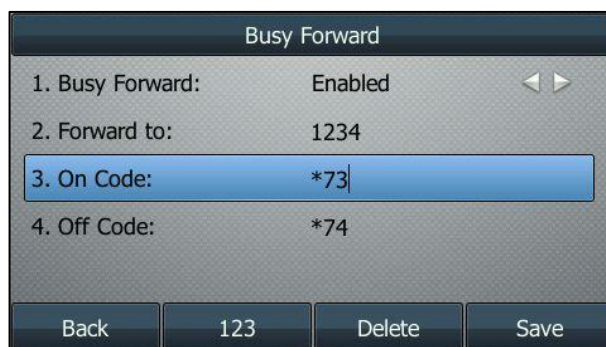 Busy Forward
1. Busy Forward: Enabled
2. Forward to: 1234
3. On Code: *73
4. Off Code: *74
Back 123 Delete Save